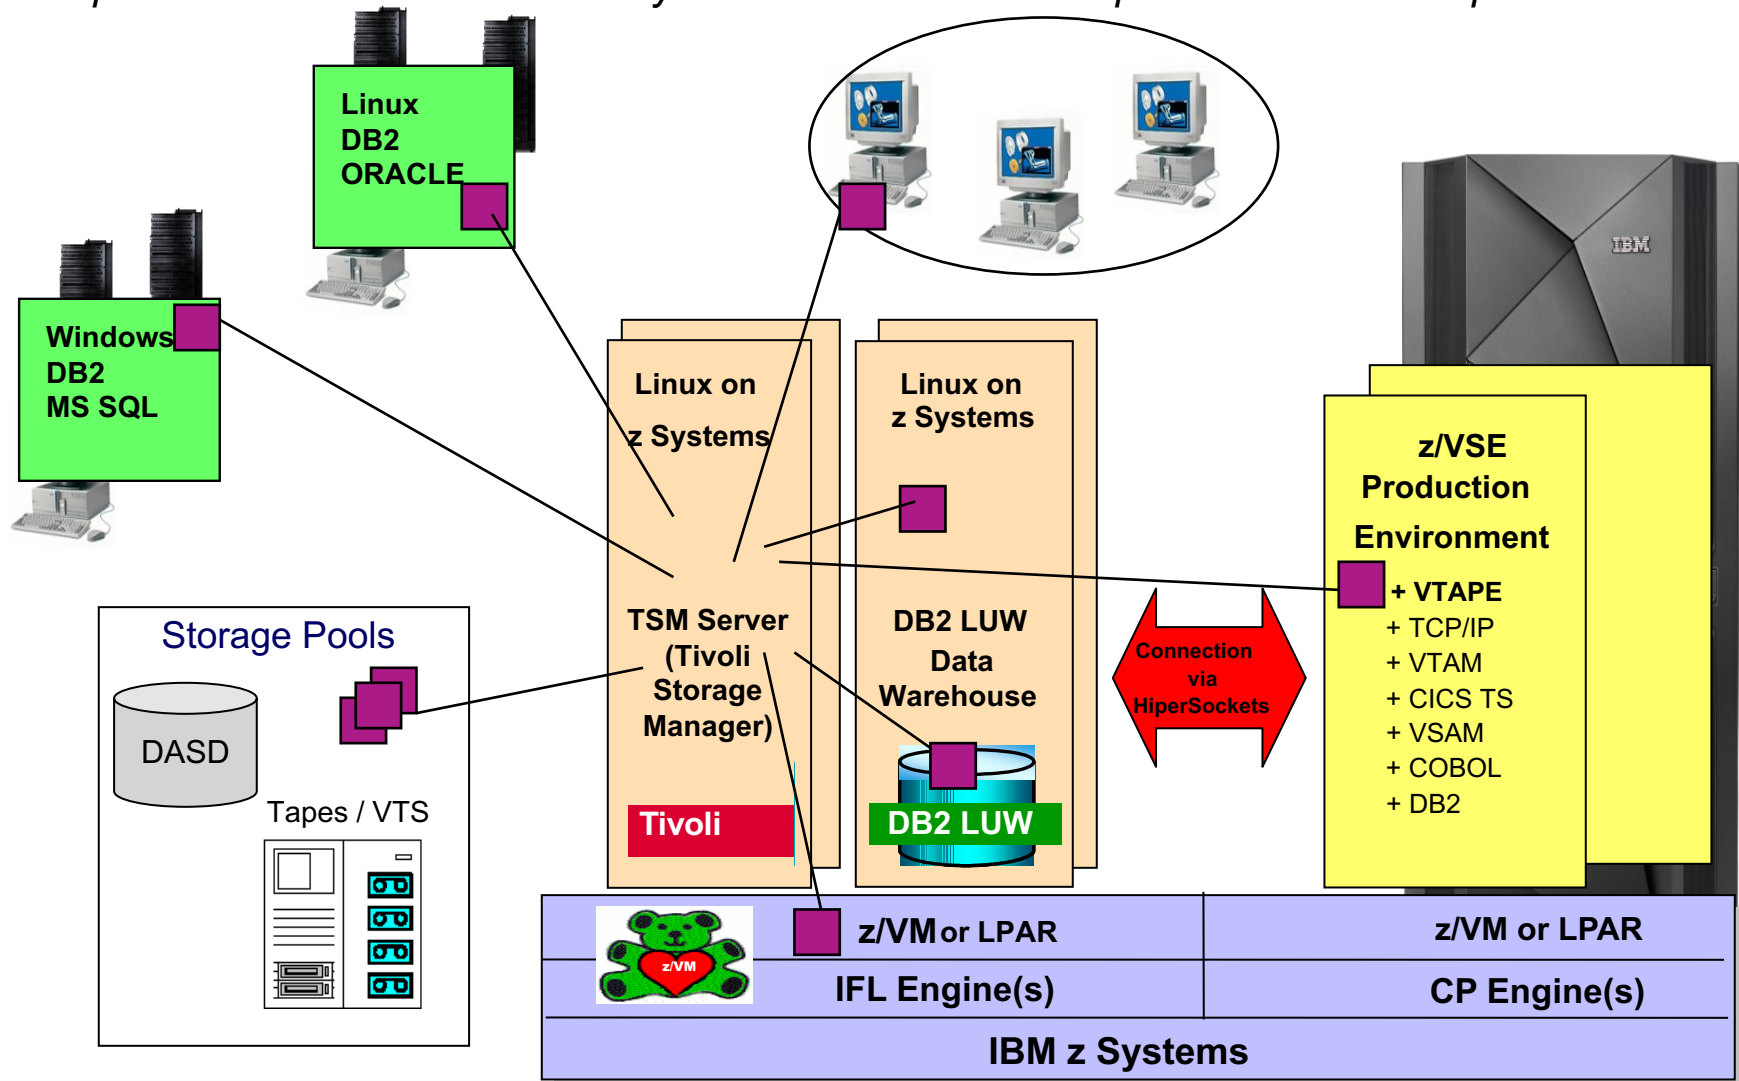 Linux
DB2
ORACLE
Windows
DB2
MS SQL
IBM
Linux on
z Systems
TSM Server
(Tivoli
Storage
Manager)
Tivoli
Linux on
z Systems
DB2 LUW
Data
Warehouse
DB2 LUW
Connection
via
HiperSockets
z/VSE
Production
Environment
+ VTAPE
+ TCP/IP
+ VTAM
+ CICS TS
+ VSAM
+ COBOL
+ DB2
Storage Pools
DASD
Tapes / VTS
z/VM
z/VM or LPAR
z/VM or LPAR
IFL Engine(s)
CP Engine(s)
IBM z Systems